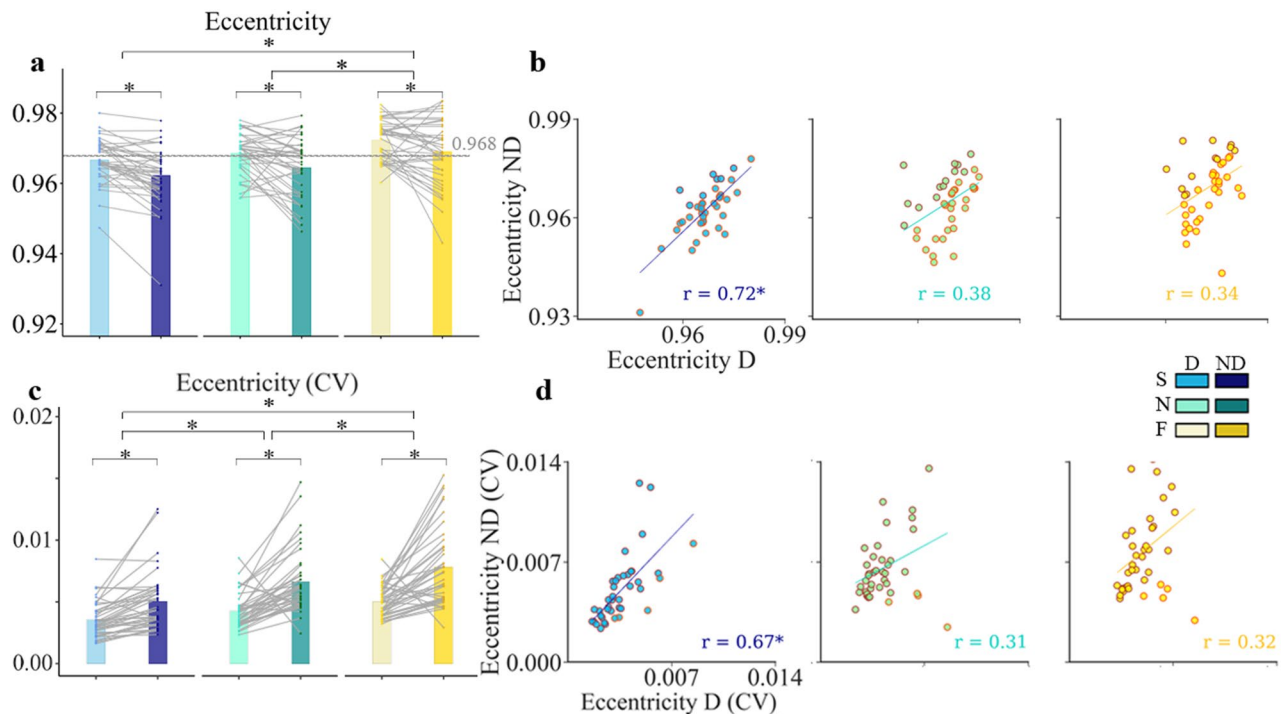 Eccentricity
*
*
a
b
*
*
*
0.98
0.96
0.94
0.92
0.968
0.99
0.96
0.93
Eccentricity ND
r = 0.72*
r = 0.38
r = 0.34
0.96
0.99
Eccentricity D
D ND
S
N
F
c
Eccentricity (CV)
d
*
*
*
*
*
*
0.02
0.01
0.00
0.014
0.007
0.000
Eccentricity ND (CV)
r = 0.67*
r = 0.31
r = 0.32
0.007
0.014
Eccentricity D (CV)